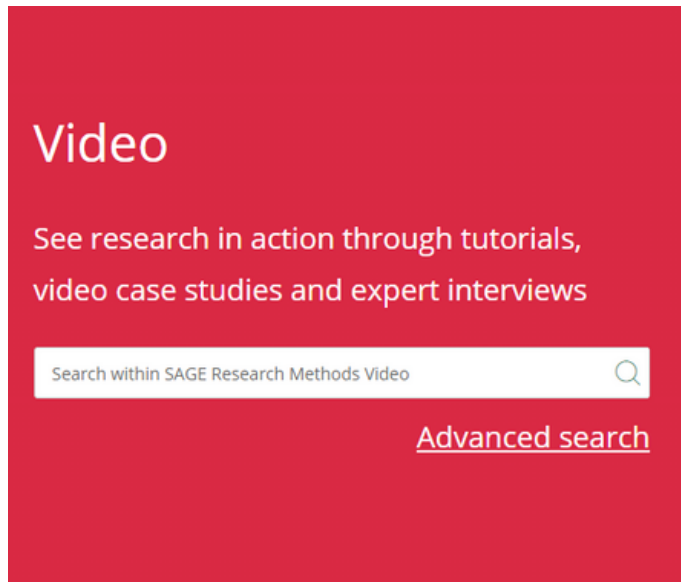 Video
See research in action through tutorials,
video case studies and expert interviews
Search within SAGE Research Methods Video
Advanced search